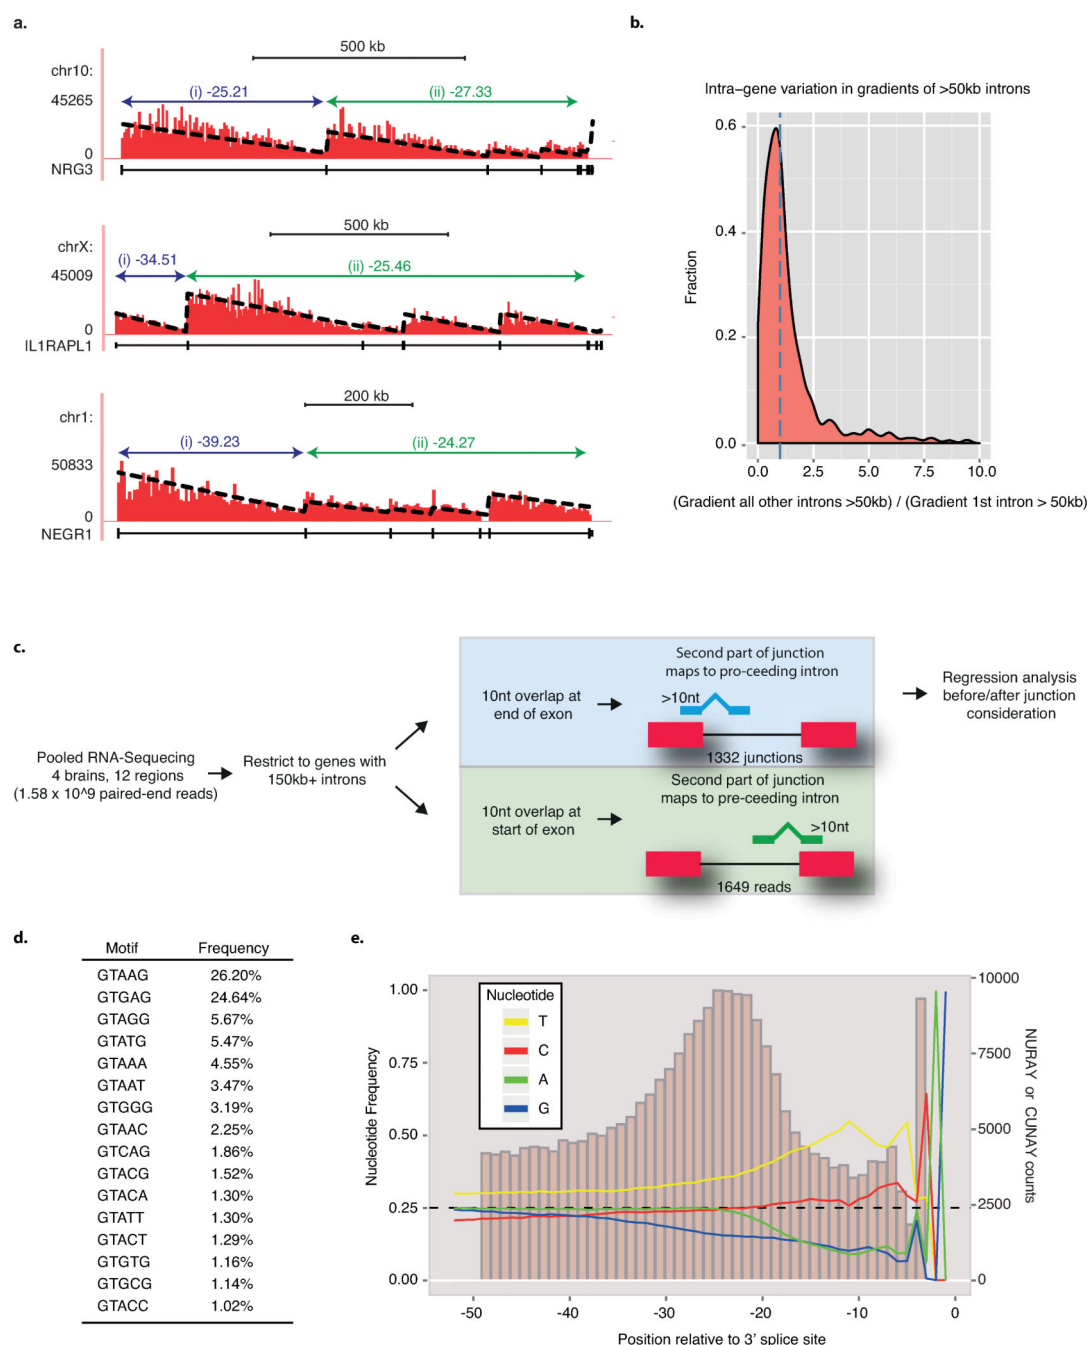 a.
500 kb
chr10:
(i) -25.21
(ii) -27.33
45265
0
NRG3
500 kb
chrX:
(i) -34.51
(ii) -25.46
45009
0
IL1RAPL1
200 kb
chr1:
(i) -39.23
(ii) -24.27
50833
0
NEGR1
b.
Intra-gene variation in gradients of >50kb introns
0.6
0.4
0.2
0.0
Fraction
0.0 2.5 5.0 7.5 10.0
(Gradient all other introns >50kb) / (Gradient 1st intron > 50kb)
c.
Pooled RNA-Sequecing
4 brains, 12 regions
(1.58 x 10^9 paired-end reads)
Restrict to genes with
150kb+ introns
10nt overlap at
end of exon
Second part of junction
maps to pro-ceeding intron
>10nt
1332 junctions
10nt overlap at
start of exon
Second part of junction
maps to pre-ceeding intron
>10nt
1649 reads
Regression analysis
before/after junction
consideration
d.
Motif Frequency
GTAAG 26.20%
GTGAG 24.64%
GTAGG 5.67%
GTATG 5.47%
GTAAA 4.55%
GTAAT 3.47%
GTGGG 3.19%
GTAAC 2.25%
GTCAG 1.86%
GTACG 1.52%
GTACA 1.30%
GTATT 1.30%
GTACT 1.29%
GTGTG 1.16%
GTGCG 1.14%
GTACC 1.02%
e.
Nucleotide
T
C
A
G
1.00
0.75
0.50
0.25
0.00
Nucleotide Frequency
10000
7500
5000
2500
0
NURAY or CUNAY counts
-50 -40 -30 -20 -10 0
Position relative to 3' splice site